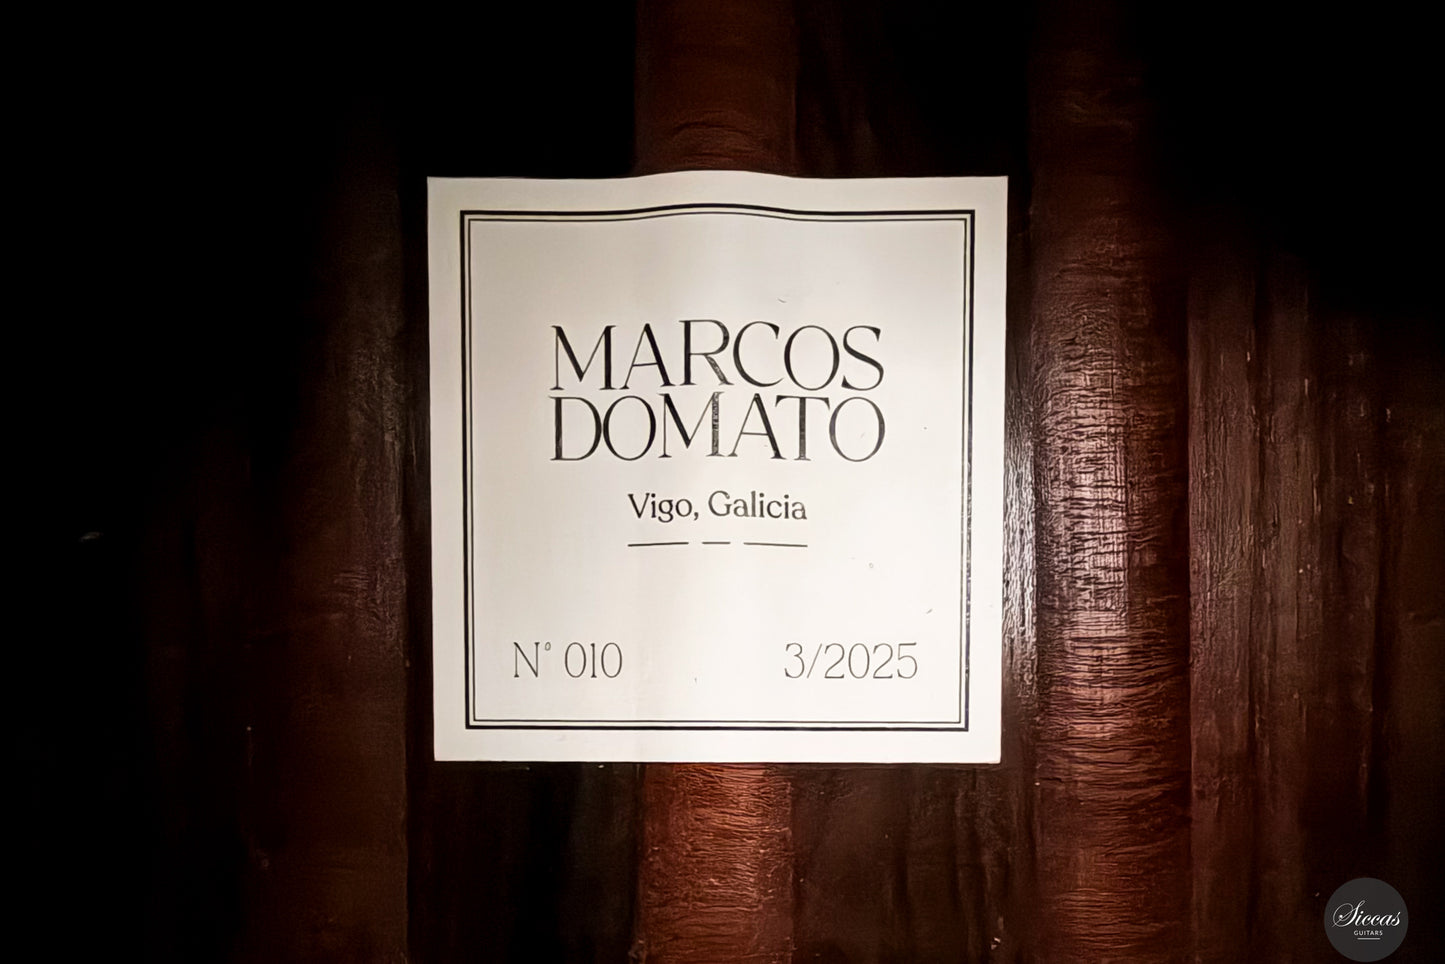 MARCOS
DOMATO
Vigo, Galicia
N° 010 3/2025
Siccas
GUITARS